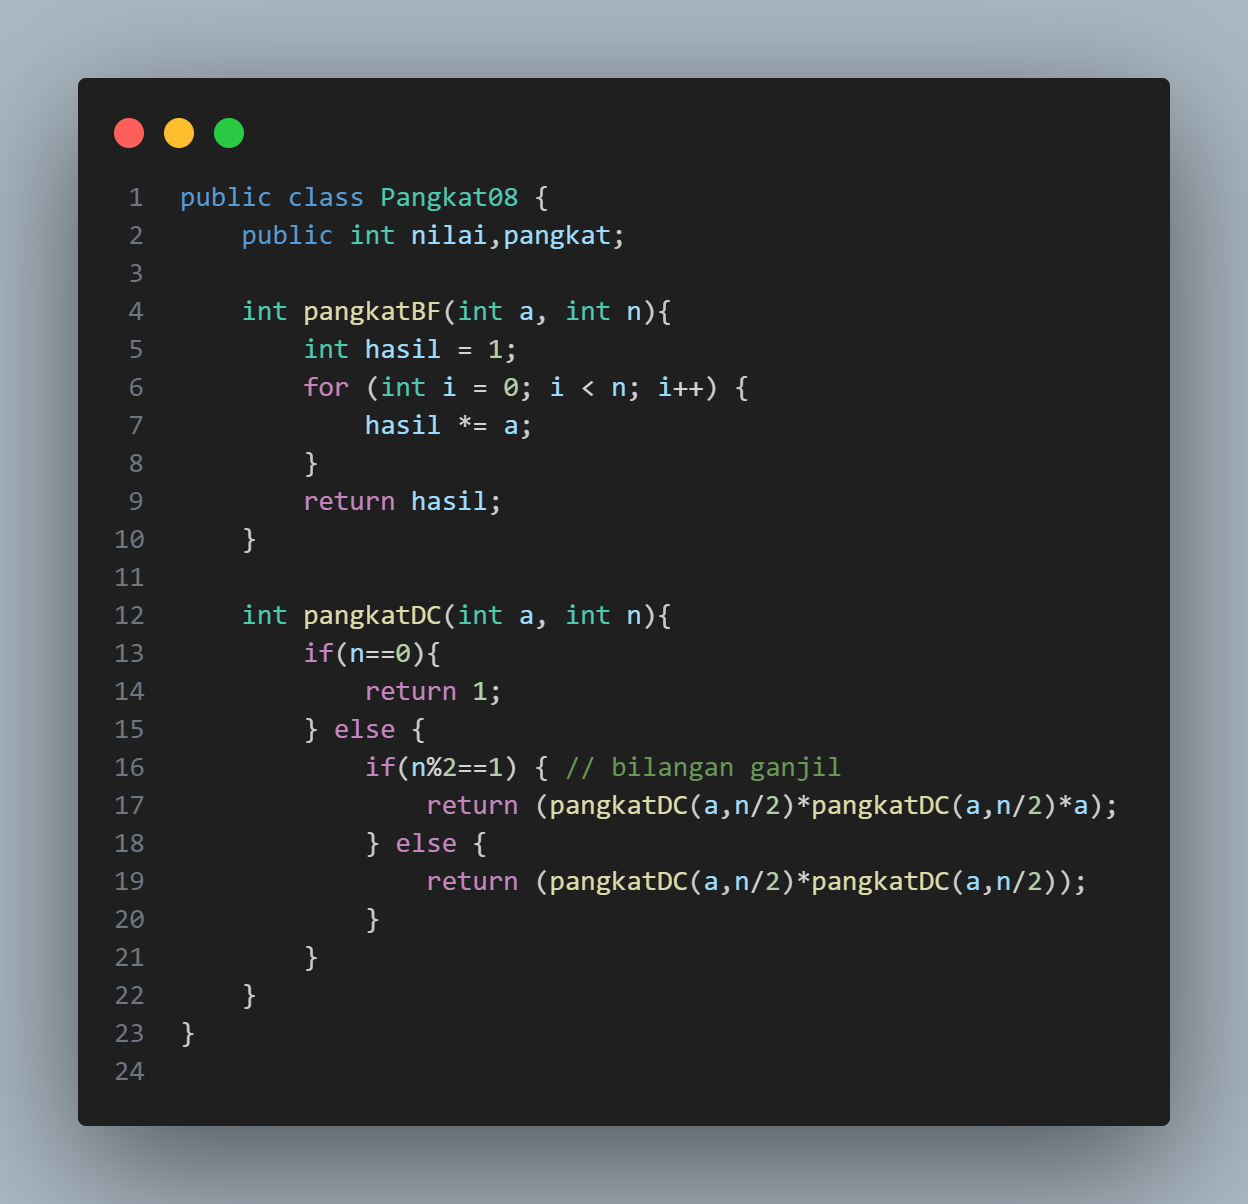 1 public class Pangkat08 {
2     public int nilai,pangkat;
3
4     int pangkatBF(int a, int n){
5         int hasil = 1;
6         for (int i = 0; i < n; i++) {
7             hasil *= a;
8         }
9         return hasil;
10     }
11
12     int pangkatDC(int a, int n){
13         if(n==0){
14             return 1;
15         } else {
16             if(n%2==1) { // bilangan ganjil
17                 return (pangkatDC(a,n/2)*pangkatDC(a,n/2)*a);
18             } else {
19                 return (pangkatDC(a,n/2)*pangkatDC(a,n/2));
20             }
21         }
22     }
23 }
24